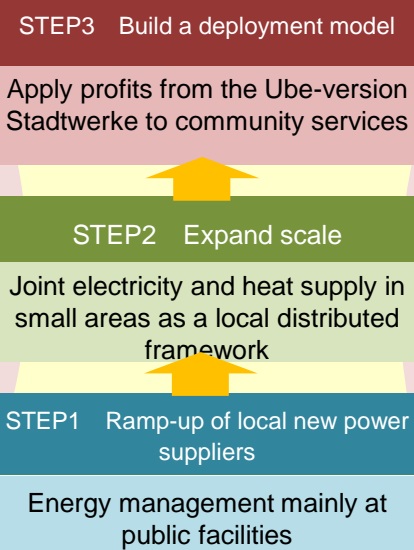 STEP3 Build a deployment model
Apply profits from the Ube-version
Stadtwerke to community services
STEP2 Expand scale
Joint electricity and heat supply in
small areas as a local distributed
framework
STEP1 Ramp-up of local new power
suppliers
Energy management mainly at
public facilities